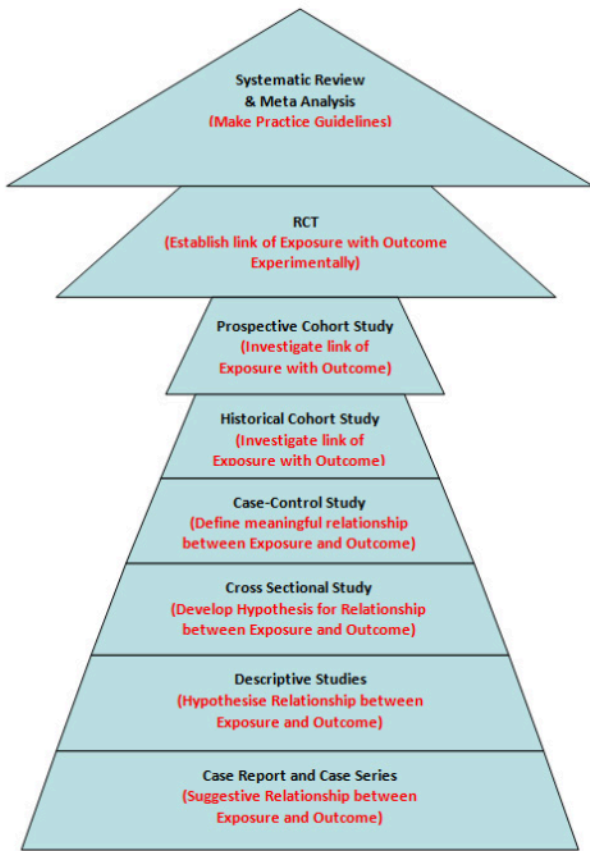 Systematic Review
& Meta Analysis
(Make Practice Guidelines)
RCT
(Establish link of Exposure with Outcome
Experimentally)
Prospective Cohort Study
(Investigate link of
Exposure with Outcome)
Historical Cohort Study
(Investigate link of
Exposure with Outcome)
Case-Control Study
(Define meaningful relationship
between Exposure and Outcome)
Cross Sectional Study
(Develop Hypothesis for Relationship
between Exposure and Outcome)
Descriptive Studies
(Hypothesise Relationship between
Exposure and Outcome)
Case Report and Case Series
(Suggestive Relationship between
Exposure and Outcome)